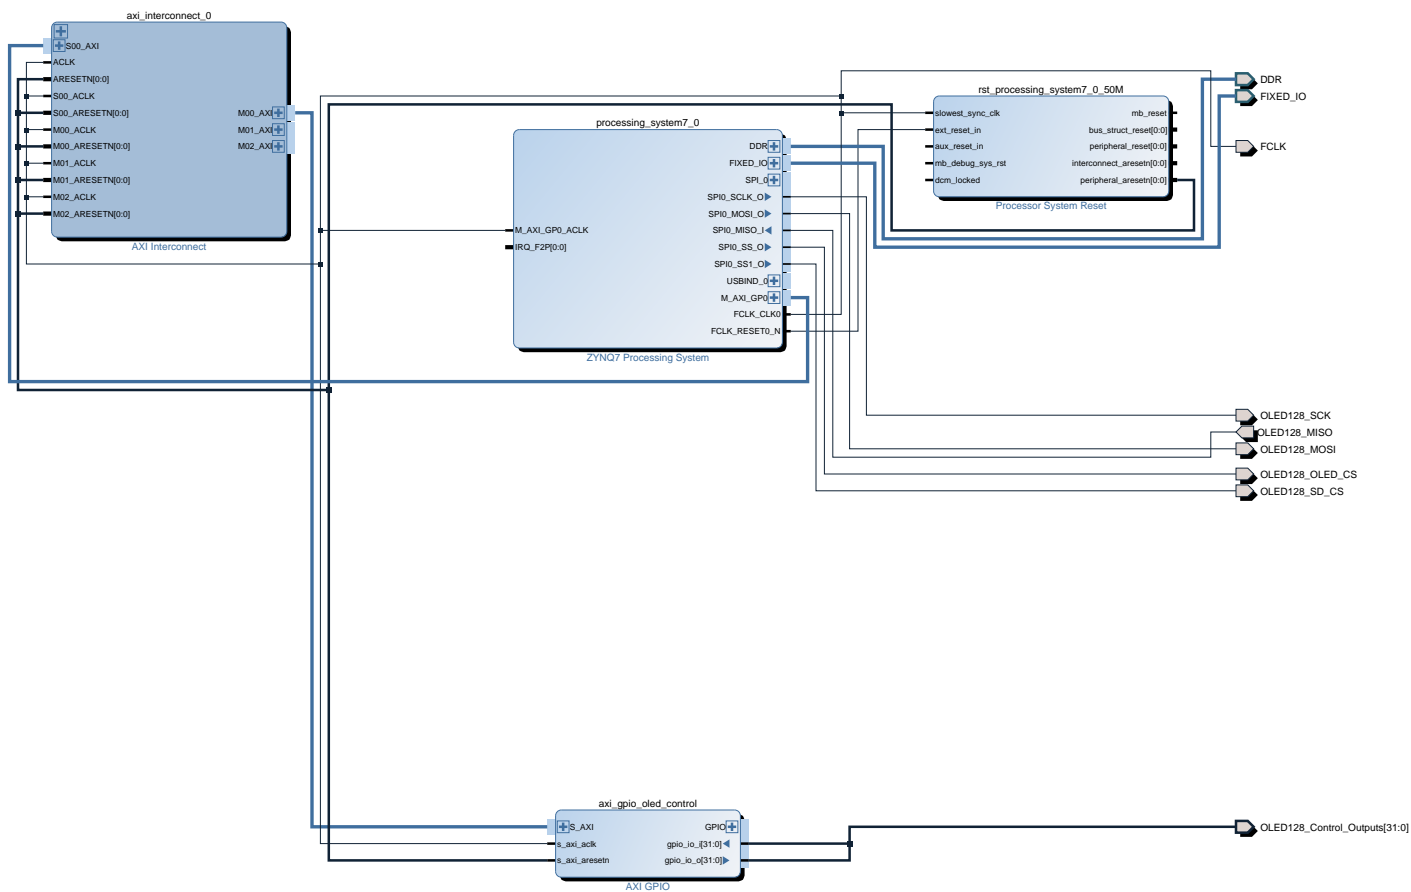 axi_interconnect_0
S00_AXI
ACLK
ARESETN[0:0]
S00_ACLK
S00_ARESETN[0:0]
M00_ACLK
M00_ARESETN[0:0]
M01_ACLK
M01_ARESETN[0:0]
M02_ACLK
M02_ARESETN[0:0]
M00_AXI
M01_AXI
M02_AXI
AXI Interconnect
processing_system7_0
M_AXI_GP0_ACLK
IRQ_F2P[0:0]
DDR
FIXED_IO
SPI_0
SPI0_SCLK_O
SPI0_MOSI_O
SPI0_MISO_I
SPI0_SS_O
SPI0_SS1_O
USBIND_0
M_AXI_GP0
FCLK_CLK0
FCLK_RESET0_N
ZYNQ7 Processing System
rst_processing_system7_0_50M
slowest_sync_clk
ext_reset_in
aux_reset_in
mb_debug_sys_rst
dcm_locked
mb_reset
bus_struct_reset[0:0]
peripheral_reset[0:0]
interconnect_aresetn[0:0]
peripheral_aresetn[0:0]
Processor System Reset
DDR
FIXED_IO
FCLK
OLED128_SCK
OLED128_MISO
OLED128_MOSI
OLED128_OLED_CS
OLED128_SD_CS
axi_gpio_oled_control
S_AXI
s_axi_aclk
s_axi_aresetn
GPIO
gpio_io_i[31:0]
gpio_io_o[31:0]
AXI GPIO
OLED128_Control_Outputs[31:0]